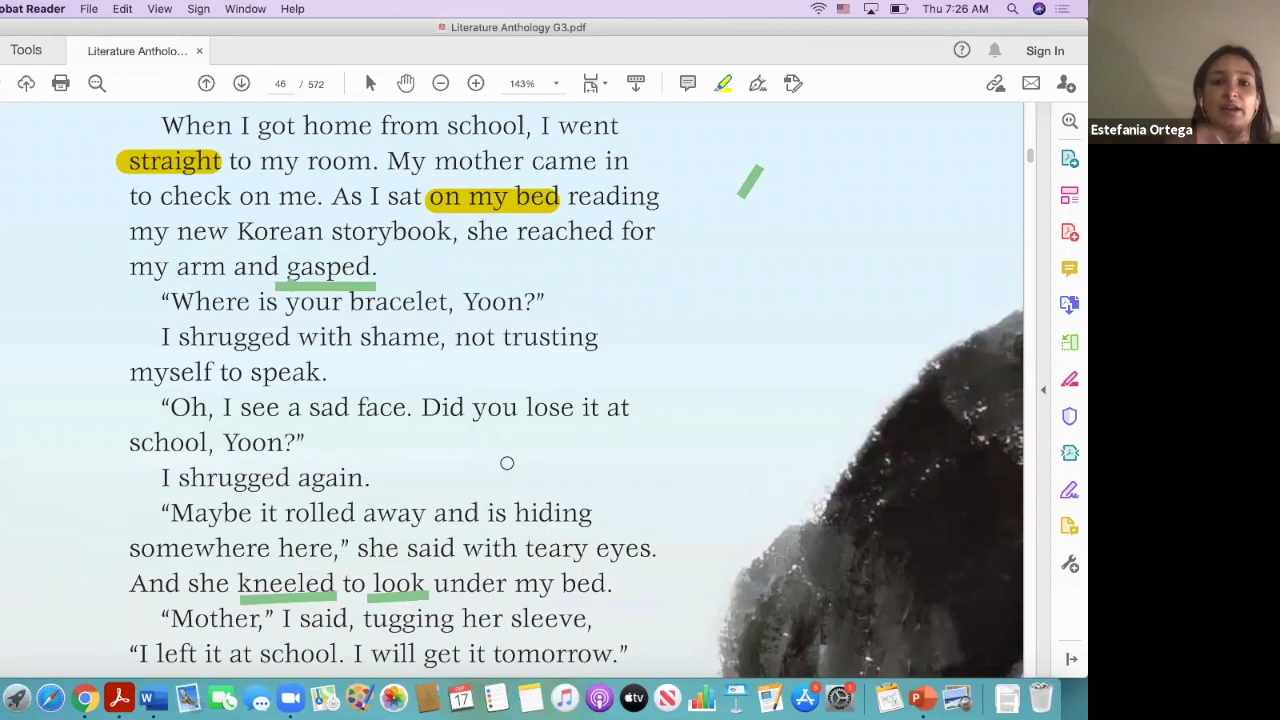 obat Reader File Edit View Sign Window Help Thu 7:26 AM
Literature Anthology G3.pdf
Tools Literature Antholo... × Sign In
46 / 572 143%
Estefania Ortega
When I got home from school, I went
straight to my room. My mother came in
to check on me. As I sat on my bed reading
my new Korean storybook, she reached for
my arm and gasped.
“Where is your bracelet, Yoon?”
I shrugged with shame, not trusting
myself to speak.
“Oh, I see a sad face. Did you lose it at
school, Yoon?”
I shrugged again.
“Maybe it rolled away and is hiding
somewhere here,” she said with teary eyes.
And she kneeled to look under my bed.
“Mother,” I said, tugging her sleeve,
“I left it at school. I will get it tomorrow.”
17
tv